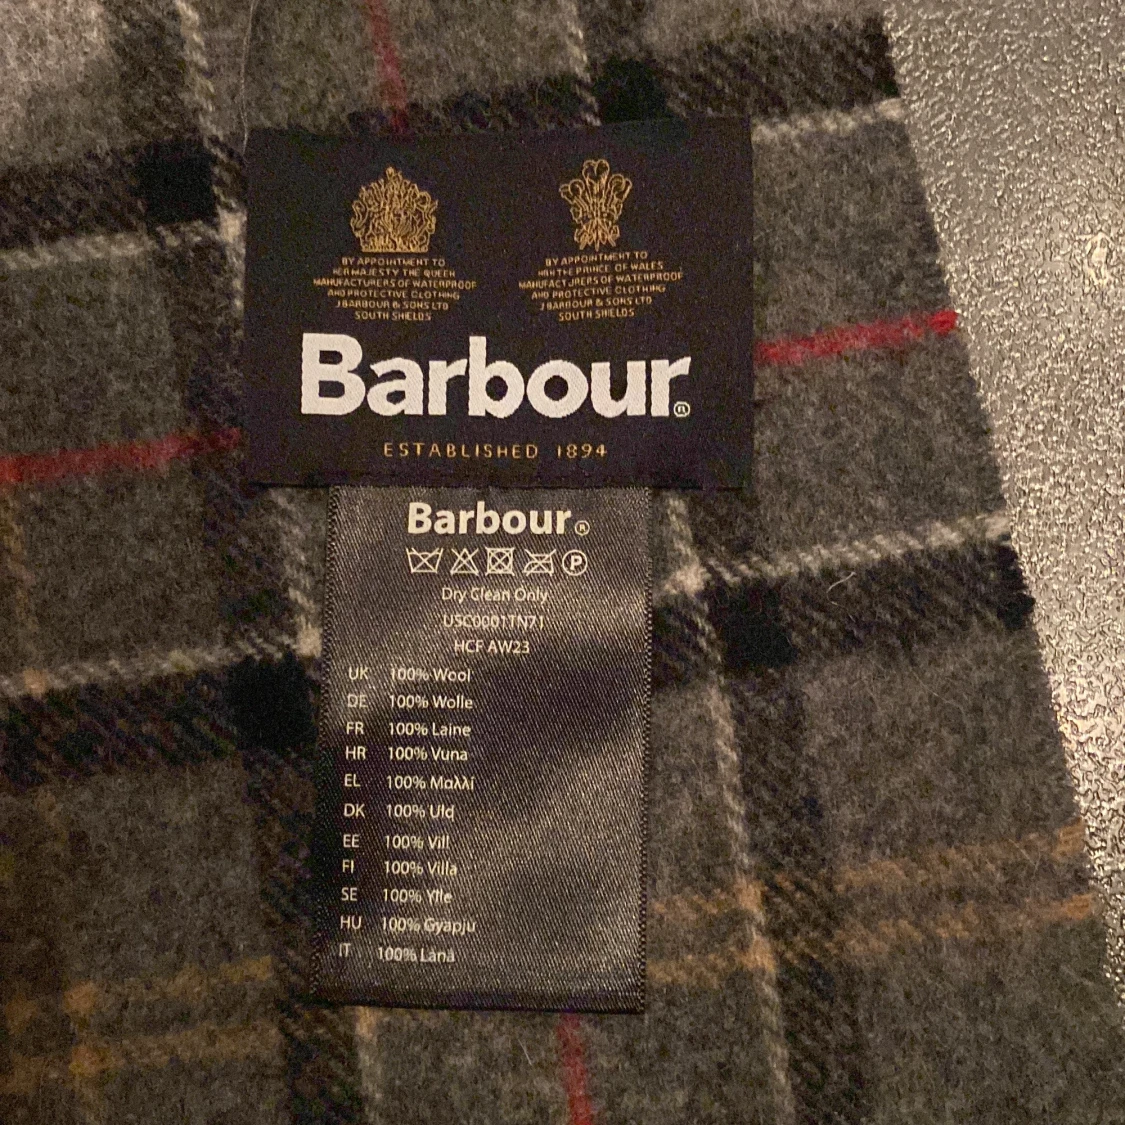 BY APPOINTMENT TO
HER MAJESTY THE QUEEN
MANUFACTURERS OF WATERPROOF
AND PROTECTIVE CLOTHING
J BARBOUR & SONS LTD
SOUTH SHIELDS
BY APPOINTMENT TO
HRH THE PRINCE OF WALES
MANUFACTURERS OF WATERPROOF
AND PROTECTIVE CLOTHING
J BARBOUR & SONS LTD
SOUTH SHIELDS
Barbour®
ESTABLISHED 1894
Barbour®
P
Dry Clean Only
USC0001TN71
HCF AW23
UK 100% Wool
DE 100% Wolle
FR 100% Laine
HR 100% Vuna
EL 100% Μαλλί
DK 100% Uld
EE 100% Vill
FI 100% Villa
SE 100% Ylle
HU 100% Gyapjú
IT 100% Lana